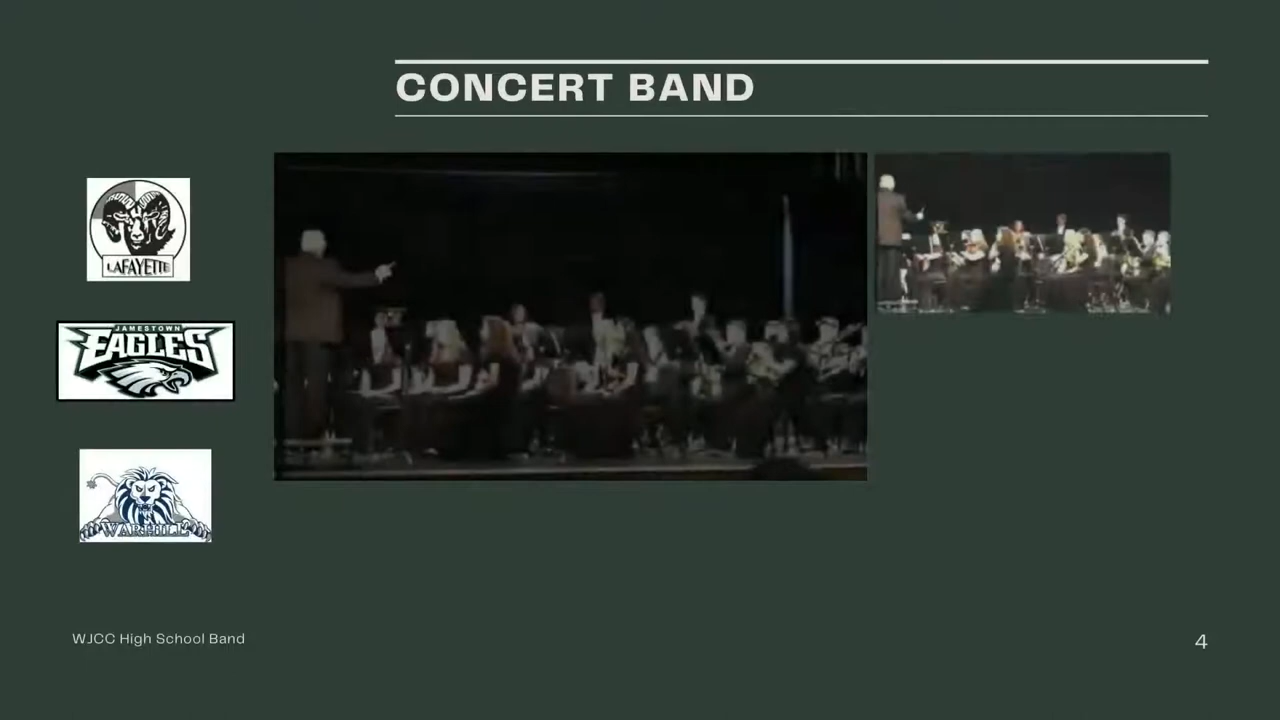 CONCERT BAND
LAFAYETTE
JAMESTOWN
EAGLES
WARHILL
WJCC High School Band
4